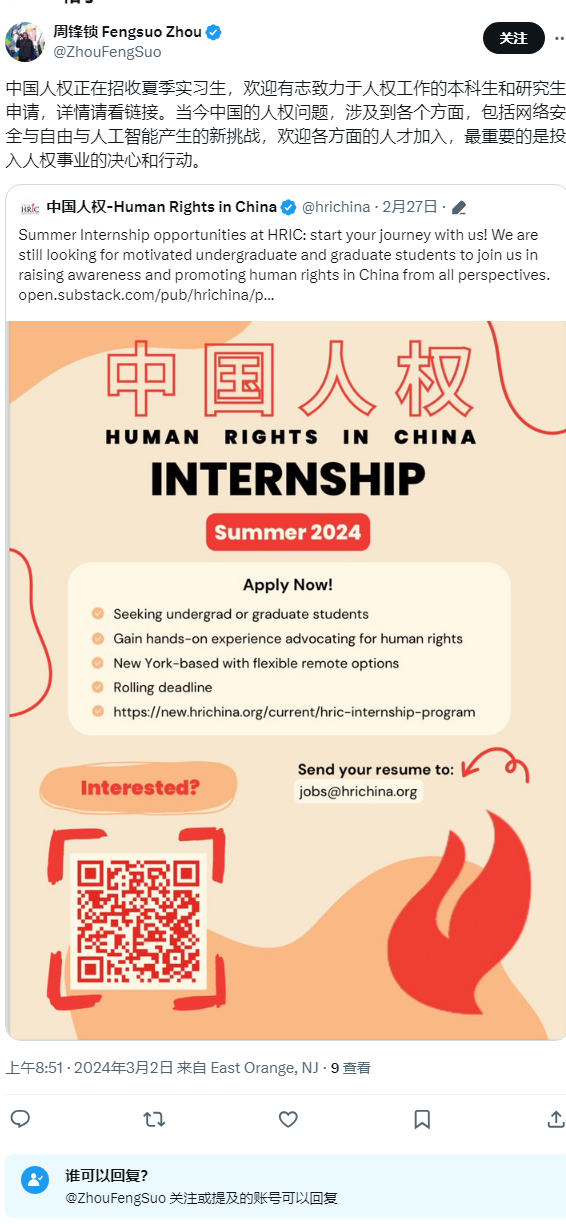 周锋锁 Fengsuo Zhou
@ZhouFengSuo
关注
中国人权正在招收夏季实习生，欢迎有志致力于人权工作的本科生和研究生
申请，详情请看链接。当今中国的人权问题，涉及到各个方面，包括网络安
全与自由与人工智能产生的新挑战，欢迎各方面的人才加入，最重要的是投
入人权事业的决心和行动。
HRIC 中国人权-Human Rights in China @hrichina · 2月27日 ·
Summer Internship opportunities at HRIC: start your journey with us! We are
still looking for motivated undergraduate and graduate students to join us in
raising awareness and promoting human rights in China from all perspectives.
open.substack.com/pub/hrichina/p…
中国人权
HUMAN RIGHTS IN CHINA
INTERNSHIP
Summer 2024
Apply Now!
Seeking undergrad or graduate students
Gain hands-on experience advocating for human rights
New York-based with flexible remote options
Rolling deadline
https://new.hrichina.org/current/hric-internship-program
Interested?
Send your resume to:
jobs@hrichina.org
上午8:51 · 2024年3月2日 来自 East Orange, NJ · 9 查看
谁可以回复？
@ZhouFengSuo 关注或提及的账号可以回复